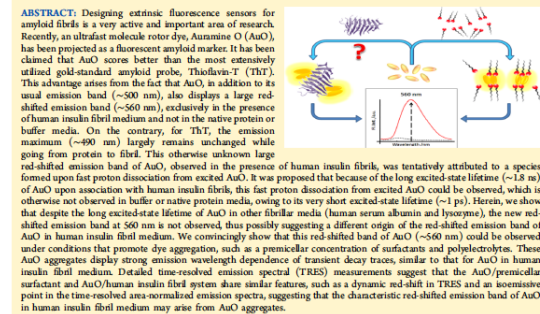 ABSTRACT: Designing extrinsic fluorescence sensors for
amyloid fibrils is a very active and important area of research.
Recently, an ultrafast molecule rotor dye, Auramine O (AuO),
has been projected as a fluorescent amyloid marker. It has been
claimed that AuO scores better than the most extensively
utilized gold-standard amyloid probe, Thioflavin-T (ThT).
This advantage arises from the fact that AuO, in addition to its
usual emission band (~500 nm), also displays a large red-
shifted emission band (~560 nm), exclusively in the presence
of human insulin fibril medium and not in the native protein or
buffer media. On the contrary, for ThT, the emission
maximum (~490 nm) largely remains unchanged while
going from protein to fibril. This otherwise unknown large
red-shifted emission band of AuO, observed in the presence of human insulin fibrils, was tentatively attributed to a species
formed upon fast proton dissociation from excited AuO. It was proposed that because of the long excited-state lifetime (~1.8 ns)
of AuO upon association with human insulin fibrils, this fast proton dissociation from excited AuO could be observed, which is
otherwise not observed in buffer or native protein media, owing to its very short excited-state lifetime (~1 ps). Herein, we show
that despite the long excited-state lifetime of AuO in other fibrillar media (human serum albumin and lysozyme), the new red-
shifted emission band at 560 nm is not observed, thus possibly suggesting a different origin of the red-shifted emission band of
AuO in human insulin fibril medium. We convincingly show that this red-shifted band of AuO (~560 nm) could be observed
under conditions that promote dye aggregation, such as a premicellar concentration of surfactants and polyelectrolytes. These
AuO aggregates display strong emission wavelength dependence of transient decay traces, similar to that for AuO in human
insulin fibril medium. Detailed time-resolved emission spectral (TRES) measurements suggest that the AuO/premicellar
surfactant and AuO/human insulin fibril system share similar features, such as a dynamic red-shift in TRES and an isoemissive
point in the time-resolved area-normalized emission spectra, suggesting that the characteristic red-shifted emission band of AuO
in human insulin fibril medium may arise from AuO aggregates.
?
560 nm
Wavelength/nm